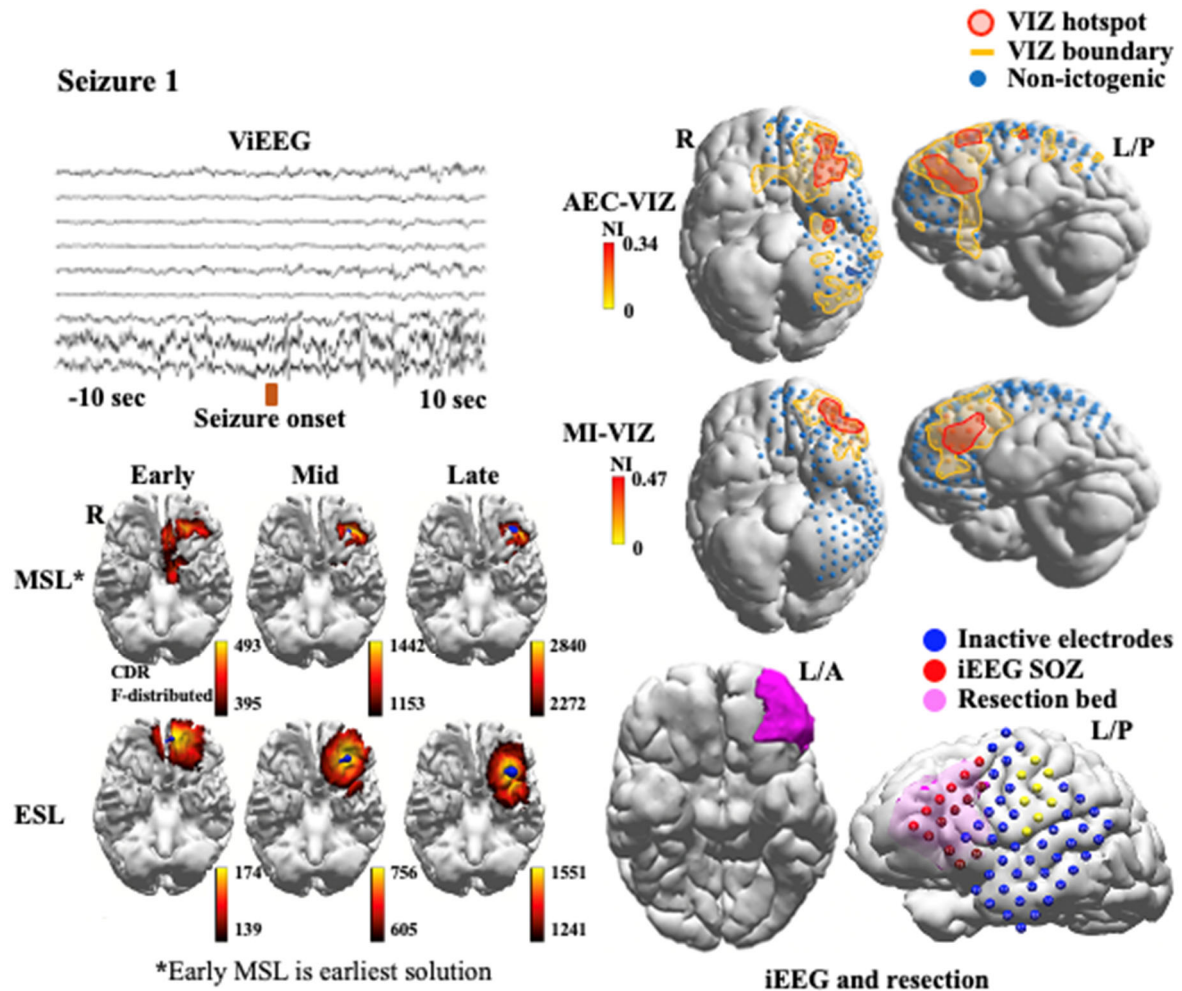 Seizure 1
ViEEG
-10 sec
10 sec
Seizure onset
Early
Mid
Late
R
MSL*
493
1442
2840
CDR
F-distributed
395
1153
2272
ESL
174
756
1551
139
605
1241
*Early MSL is earliest solution
VIZ hotspot
VIZ boundary
Non-ictogenic
R
L/P
AEC-VIZ
NI
0.34
0
MI-VIZ
NI
0.47
0
Inactive electrodes
iEEG SOZ
Resection bed
L/A
L/P
iEEG and resection